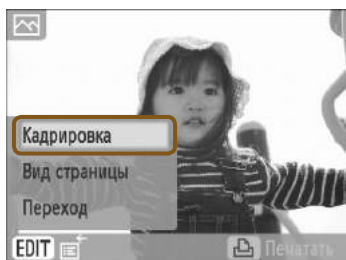 Кадрировка
Вид страницы
Переход
EDIT
Печатать